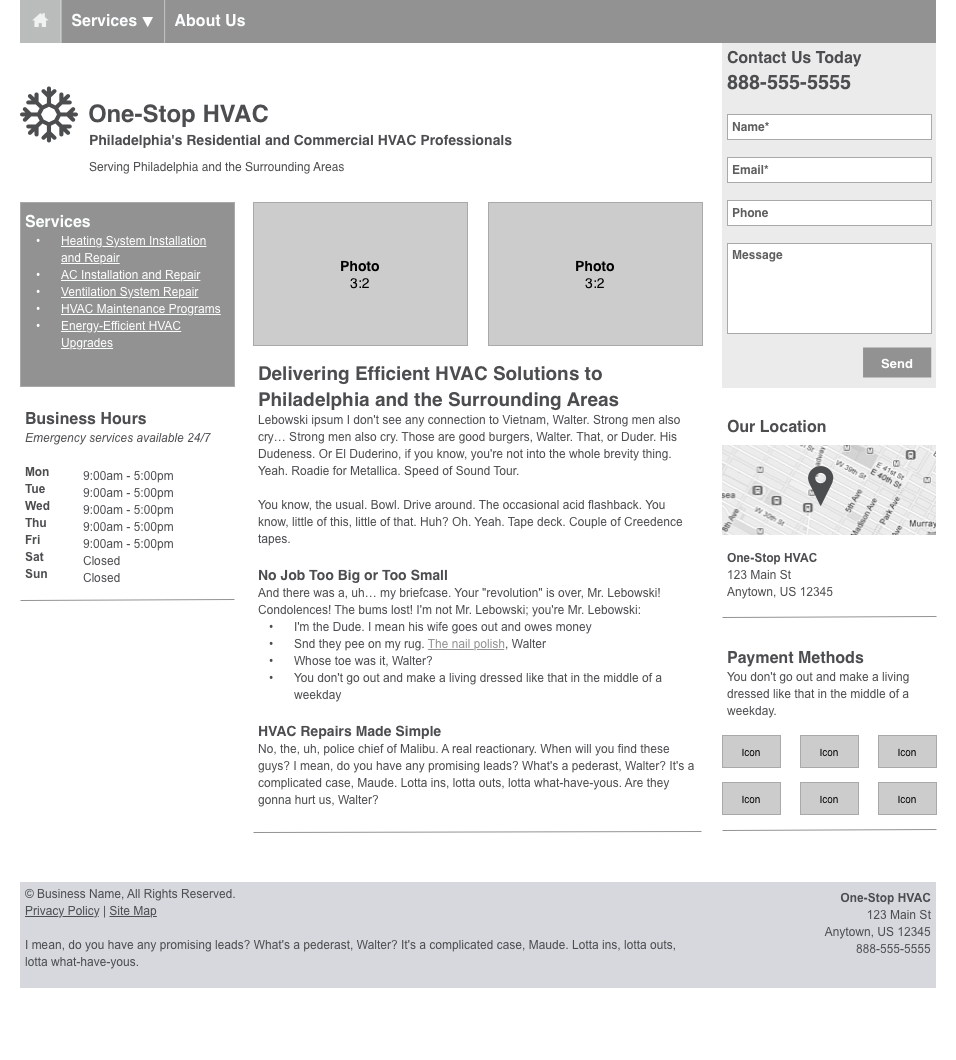 Services ▼ About Us
One-Stop HVAC
Philadelphia's Residential and Commercial HVAC Professionals
Serving Philadelphia and the Surrounding Areas
Services
• Heating System Installation
and Repair
• AC Installation and Repair
• Ventilation System Repair
• HVAC Maintenance Programs
• Energy-Efficient HVAC
Upgrades
Business Hours
Emergency services available 24/7
Mon 9:00am - 5:00pm
Tue 9:00am - 5:00pm
Wed 9:00am - 5:00pm
Thu 9:00am - 5:00pm
Fri 9:00am - 5:00pm
Sat Closed
Sun Closed
Photo
3:2
Photo
3:2
Delivering Efficient HVAC Solutions to
Philadelphia and the Surrounding Areas
Lebowski ipsum I don't see any connection to Vietnam, Walter. Strong men also
cry… Strong men also cry. Those are good burgers, Walter. That, or Duder. His
Dudeness. Or El Duderino, if you know, you're not into the whole brevity thing.
Yeah. Roadie for Metallica. Speed of Sound Tour.
You know, the usual. Bowl. Drive around. The occasional acid flashback. You
know, little of this, little of that. Huh? Oh. Yeah. Tape deck. Couple of Creedence
tapes.
No Job Too Big or Too Small
And there was a, uh… my briefcase. Your "revolution" is over, Mr. Lebowski!
Condolences! The bums lost! I'm not Mr. Lebowski; you're Mr. Lebowski:
• I'm the Dude. I mean his wife goes out and owes money
• Snd they pee on my rug. The nail polish, Walter
• Whose toe was it, Walter?
• You don't go out and make a living dressed like that in the middle of a
weekday
HVAC Repairs Made Simple
No, the, uh, police chief of Malibu. A real reactionary. When will you find these
guys? I mean, do you have any promising leads? What's a pederast, Walter? It's a
complicated case, Maude. Lotta ins, lotta outs, lotta what-have-yous. Are they
gonna hurt us, Walter?
Contact Us Today
888-555-5555
Name*
Email*
Phone
Message
Send
Our Location
W 39th St
E 41st St
E 40th St
W 30th St
8th Ave
5th Ave
Madison Ave
Park Ave
Murray
One-Stop HVAC
123 Main St
Anytown, US 12345
Payment Methods
You don't go out and make a living
dressed like that in the middle of a
weekday.
Icon Icon Icon
Icon Icon Icon
© Business Name, All Rights Reserved.
Privacy Policy | Site Map
I mean, do you have any promising leads? What's a pederast, Walter? It's a complicated case, Maude. Lotta ins, lotta outs,
lotta what-have-yous.
One-Stop HVAC
123 Main St
Anytown, US 12345
888-555-5555